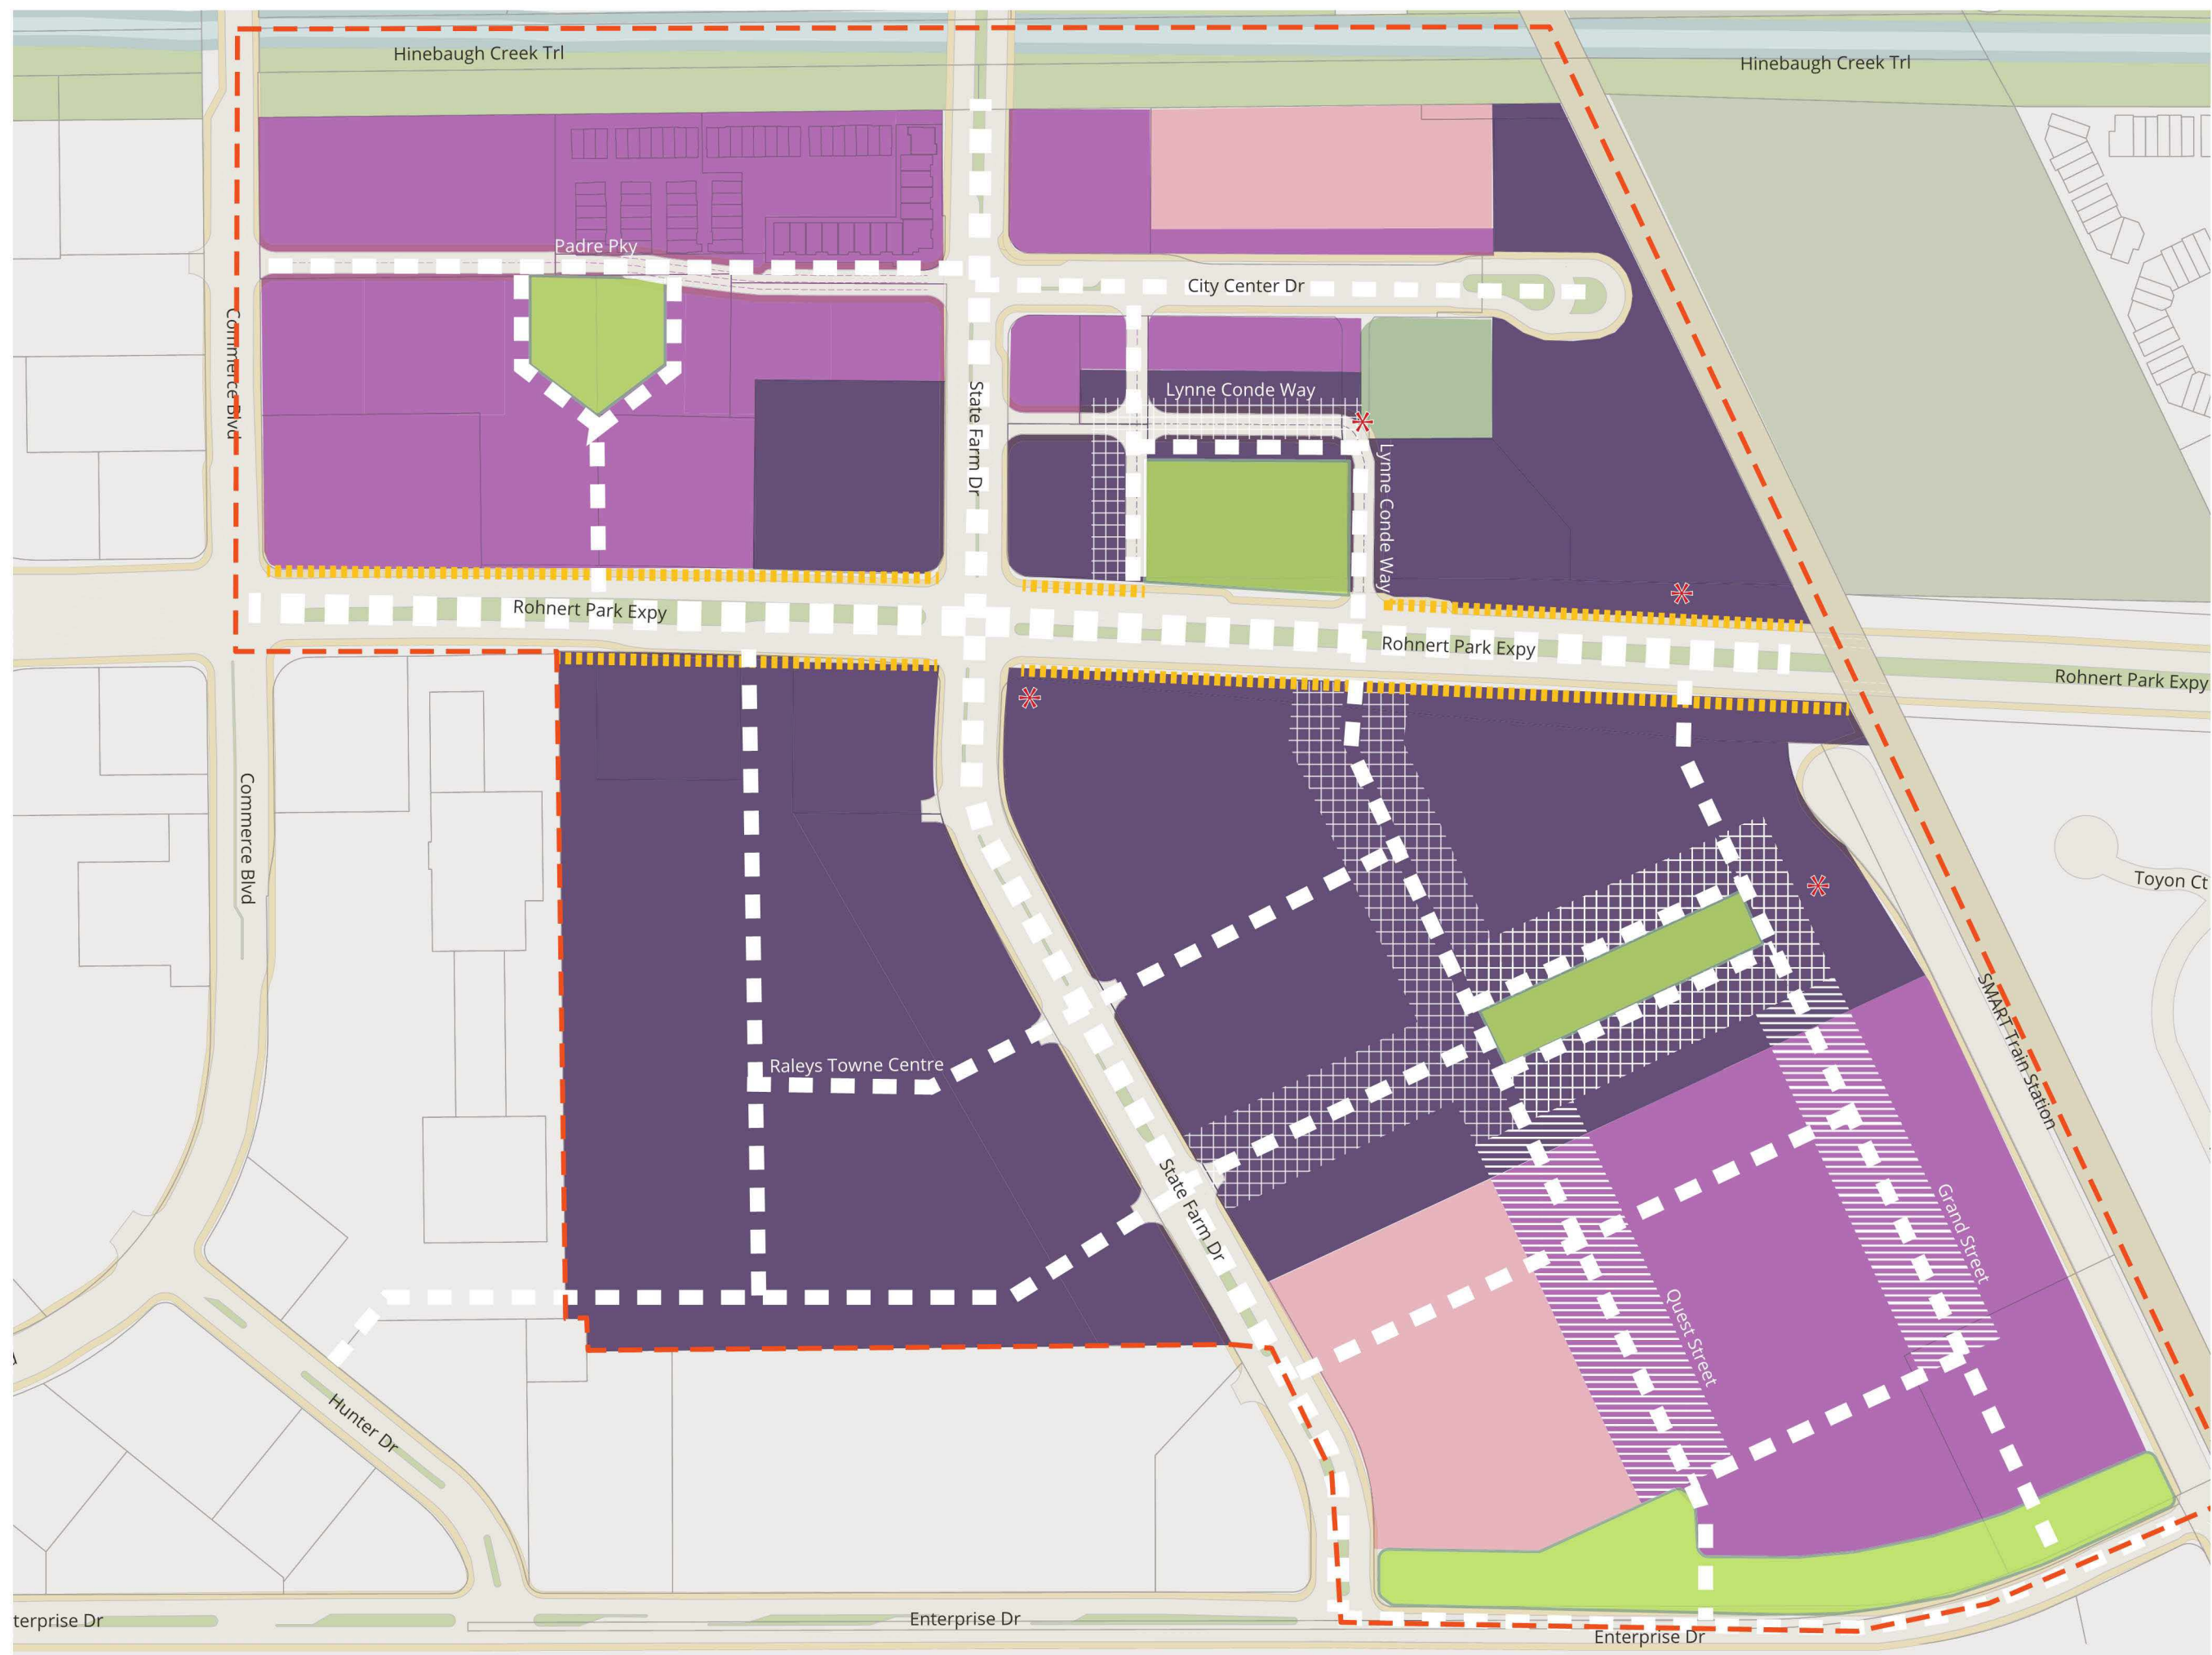 Hinebaugh Creek Trl
Hinebaugh Creek Trl
Padre Pky
City Center Dr
Commerce Blvd
State Farm Dr
Lynne Conde Way
Lynne Conde Way
Rohnert Park Expy
Rohnert Park Expy
Rohnert Park Expy
Commerce Blvd
Toyon Ct
SMART Train Station
Raleys Towne Centre
State Farm Dr
Grand Street
Quest Street
Hunter Dr
terprise Dr
Enterprise Dr
Enterprise Dr